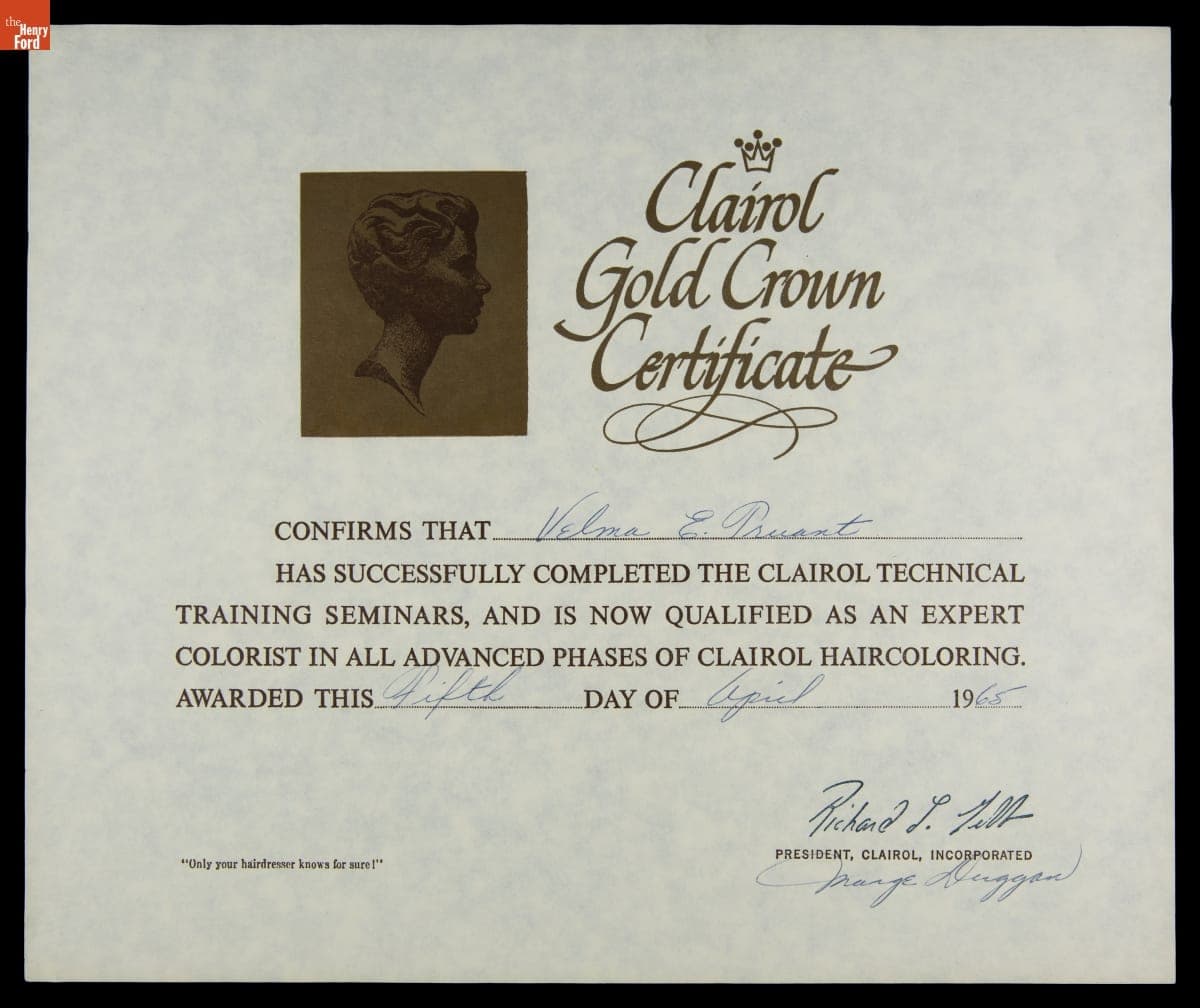 the
Henry
Ford
Clairol
Gold Crown
Certificate
CONFIRMS THAT Velma E. Truant
HAS SUCCESSFULLY COMPLETED THE CLAIROL TECHNICAL
TRAINING SEMINARS, AND IS NOW QUALIFIED AS AN EXPERT
COLORIST IN ALL ADVANCED PHASES OF CLAIROL HAIRCOLORING.
AWARDED THIS Fifth DAY OF April 1965
Richard L.
"Only your hairdresser knows for sure!"
PRESIDENT, CLAIROL, INCORPORATED
Marge Duggan